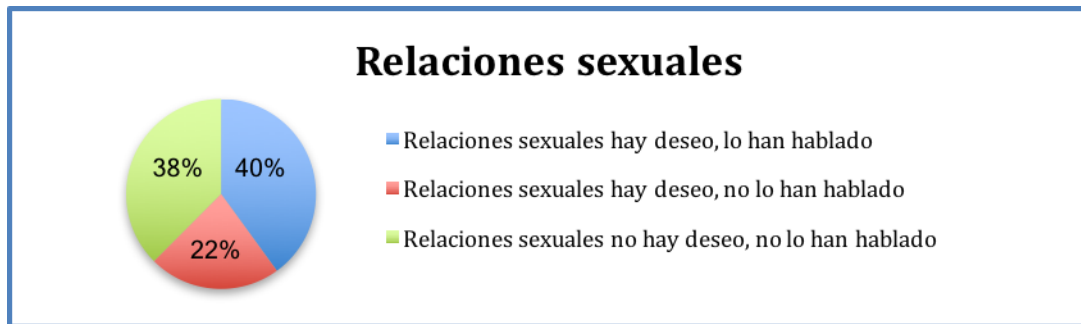 Relaciones sexuales
38%
40%
22%
Relaciones sexuales hay deseo, lo han hablado
Relaciones sexuales hay deseo, no lo han hablado
Relaciones sexuales no hay deseo, no lo han hablado